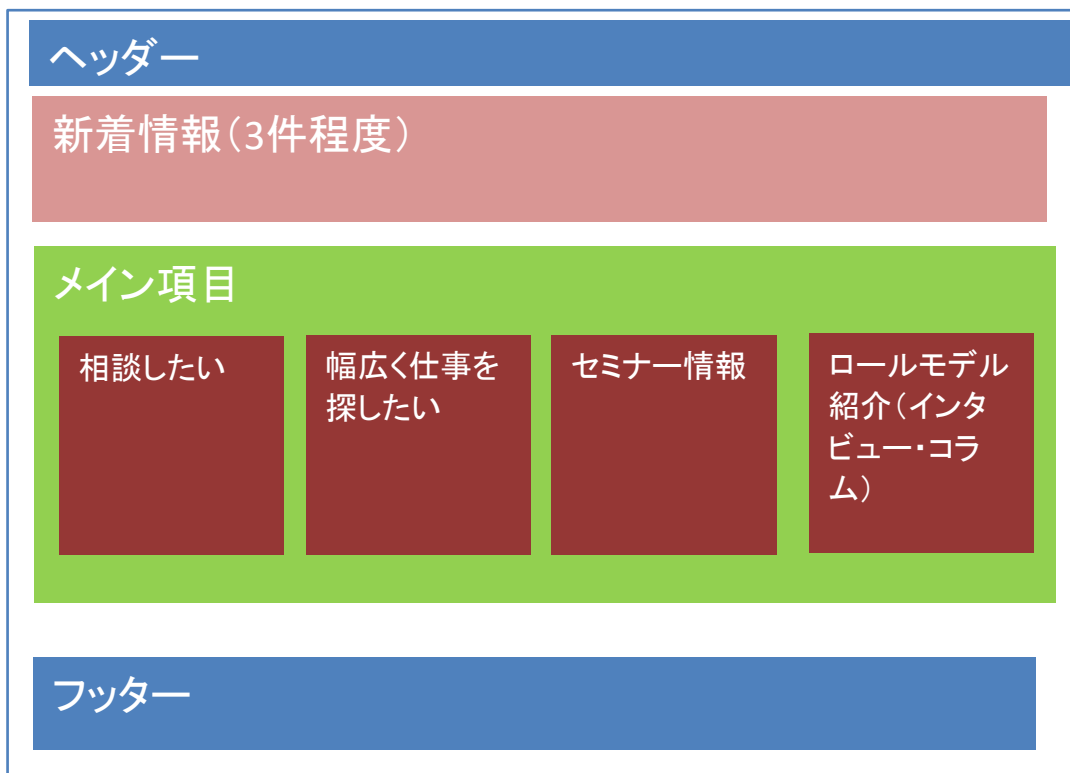 ヘッダー
新着情報(3件程度)
メイン項目
相談したい
幅広く仕事を
探したい
セミナー情報
ロールモデル
紹介(インタ
ビュー・コラ
ム)
フッター